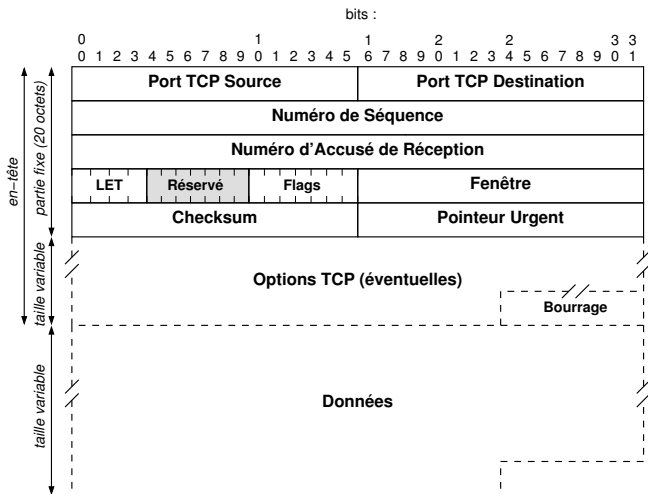 bits :
0 1 1 2 2 3 3
0 1 2 3 4 5 6 7 8 9 0 1 2 3 4 5 6 7 8 9 0 1 2 3 4 5 6 7 8 9 0 1
Port TCP Source Port TCP Destination
Numéro de Séquence
Numéro d'Accusé de Réception
LET Réservé Flags Fenêtre
Checksum Pointeur Urgent
Options TCP (éventuelles)
Bourrage
Données
en-tête
partie fixe (20 octets)
taille variable
taille variable